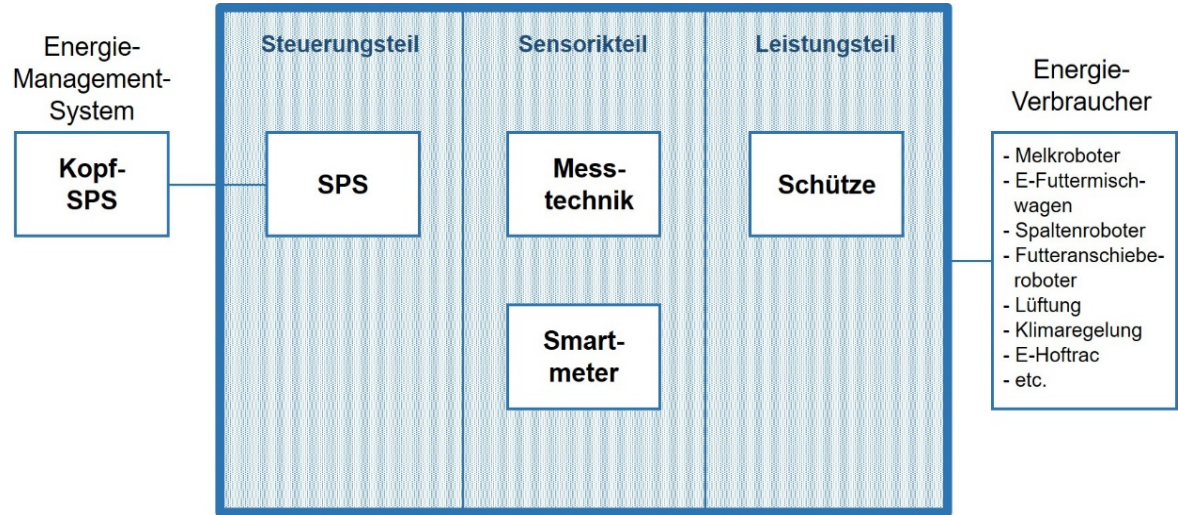 Energie-
Management-
System
Kopf-
SPS
Steuerungsteil
SPS
Sensorikteil
Mess-
technik
Smart-
meter
Leistungsteil
Schütze
Energie-
Verbraucher
- Melkroboter
- E-Futtermisch-
wagen
- Spaltenroboter
- Futteranschiebe-
roboter
- Lüftung
- Klimaregelung
- E-Hoftrac
- etc.